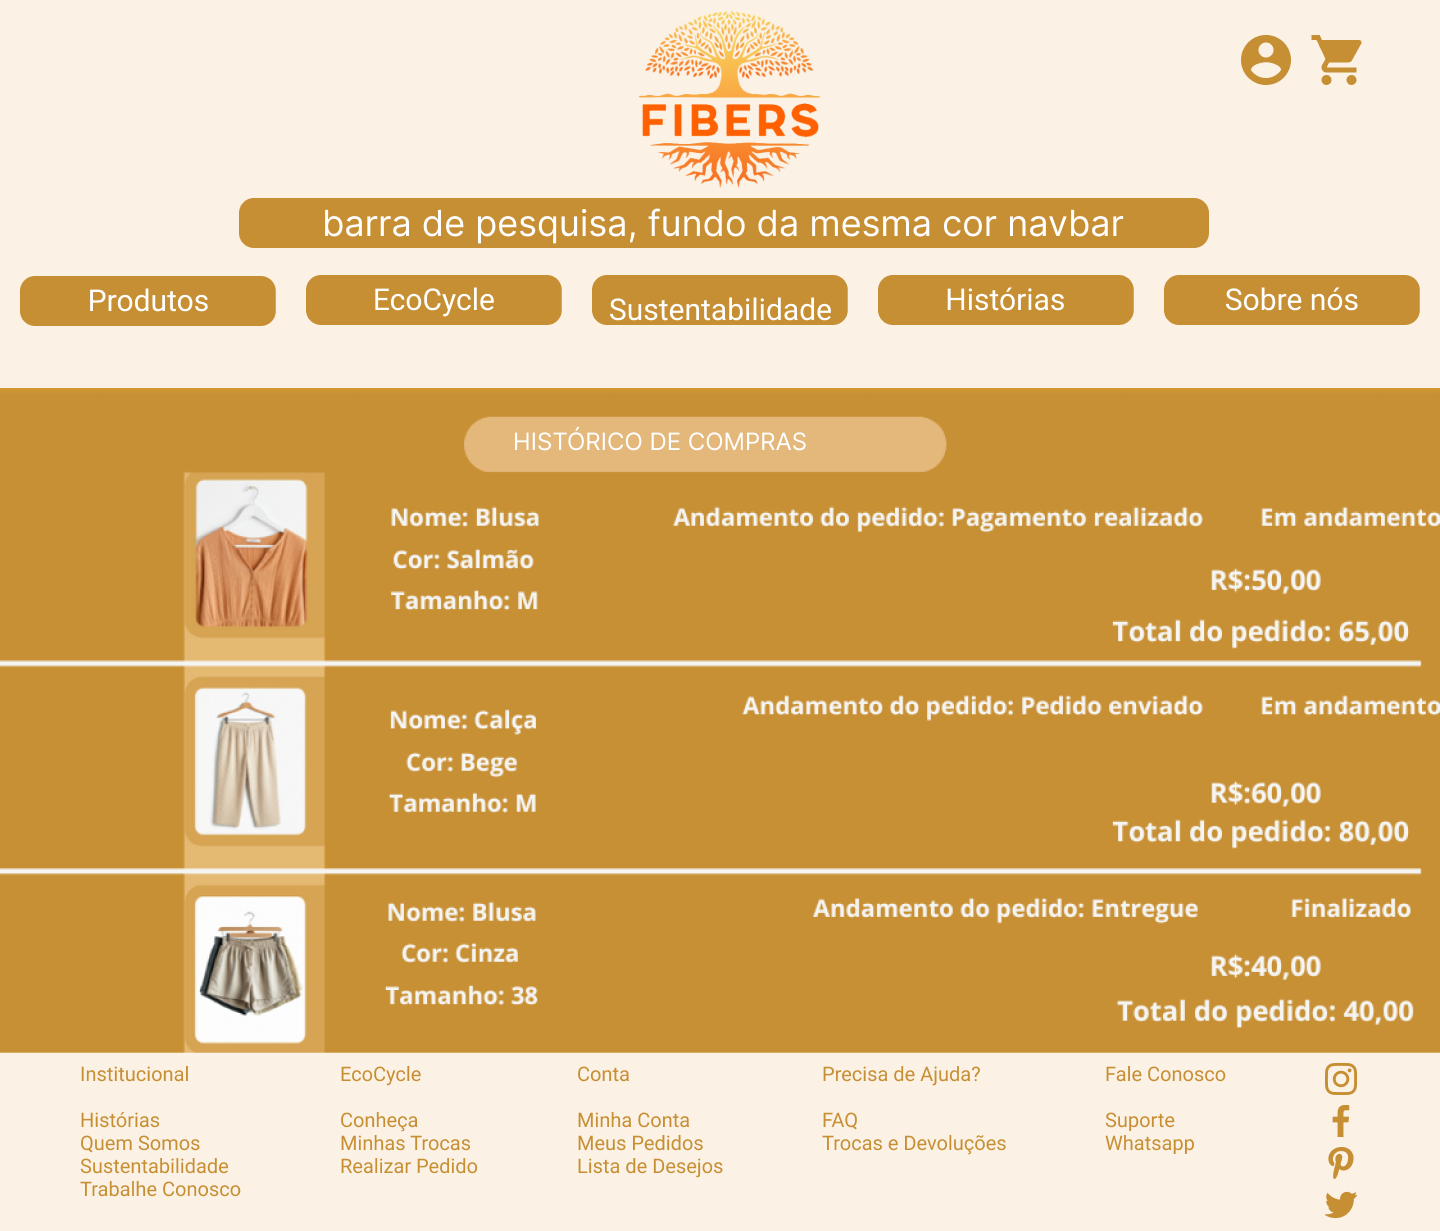 FIBERS
barra de pesquisa, fundo da mesma cor navbar
Produtos
EcoCycle
Sustentabilidade
Histórias
Sobre nós
HISTÓRICO DE COMPRAS
Nome: Blusa
Cor: Salmão
Tamanho: M
Andamento do pedido: Pagamento realizado
Em andamento
R$:50,00
Total do pedido: 65,00
Nome: Calça
Cor: Bege
Tamanho: M
Andamento do pedido: Pedido enviado
Em andamento
R$:60,00
Total do pedido: 80,00
Nome: Blusa
Cor: Cinza
Tamanho: 38
Andamento do pedido: Entregue
Finalizado
R$:40,00
Total do pedido: 40,00
Institucional
Histórias
Quem Somos
Sustentabilidade
Trabalhe Conosco
EcoCycle
Conheça
Minhas Trocas
Realizar Pedido
Conta
Minha Conta
Meus Pedidos
Lista de Desejos
Precisa de Ajuda?
FAQ
Trocas e Devoluções
Fale Conosco
Suporte
Whatsapp